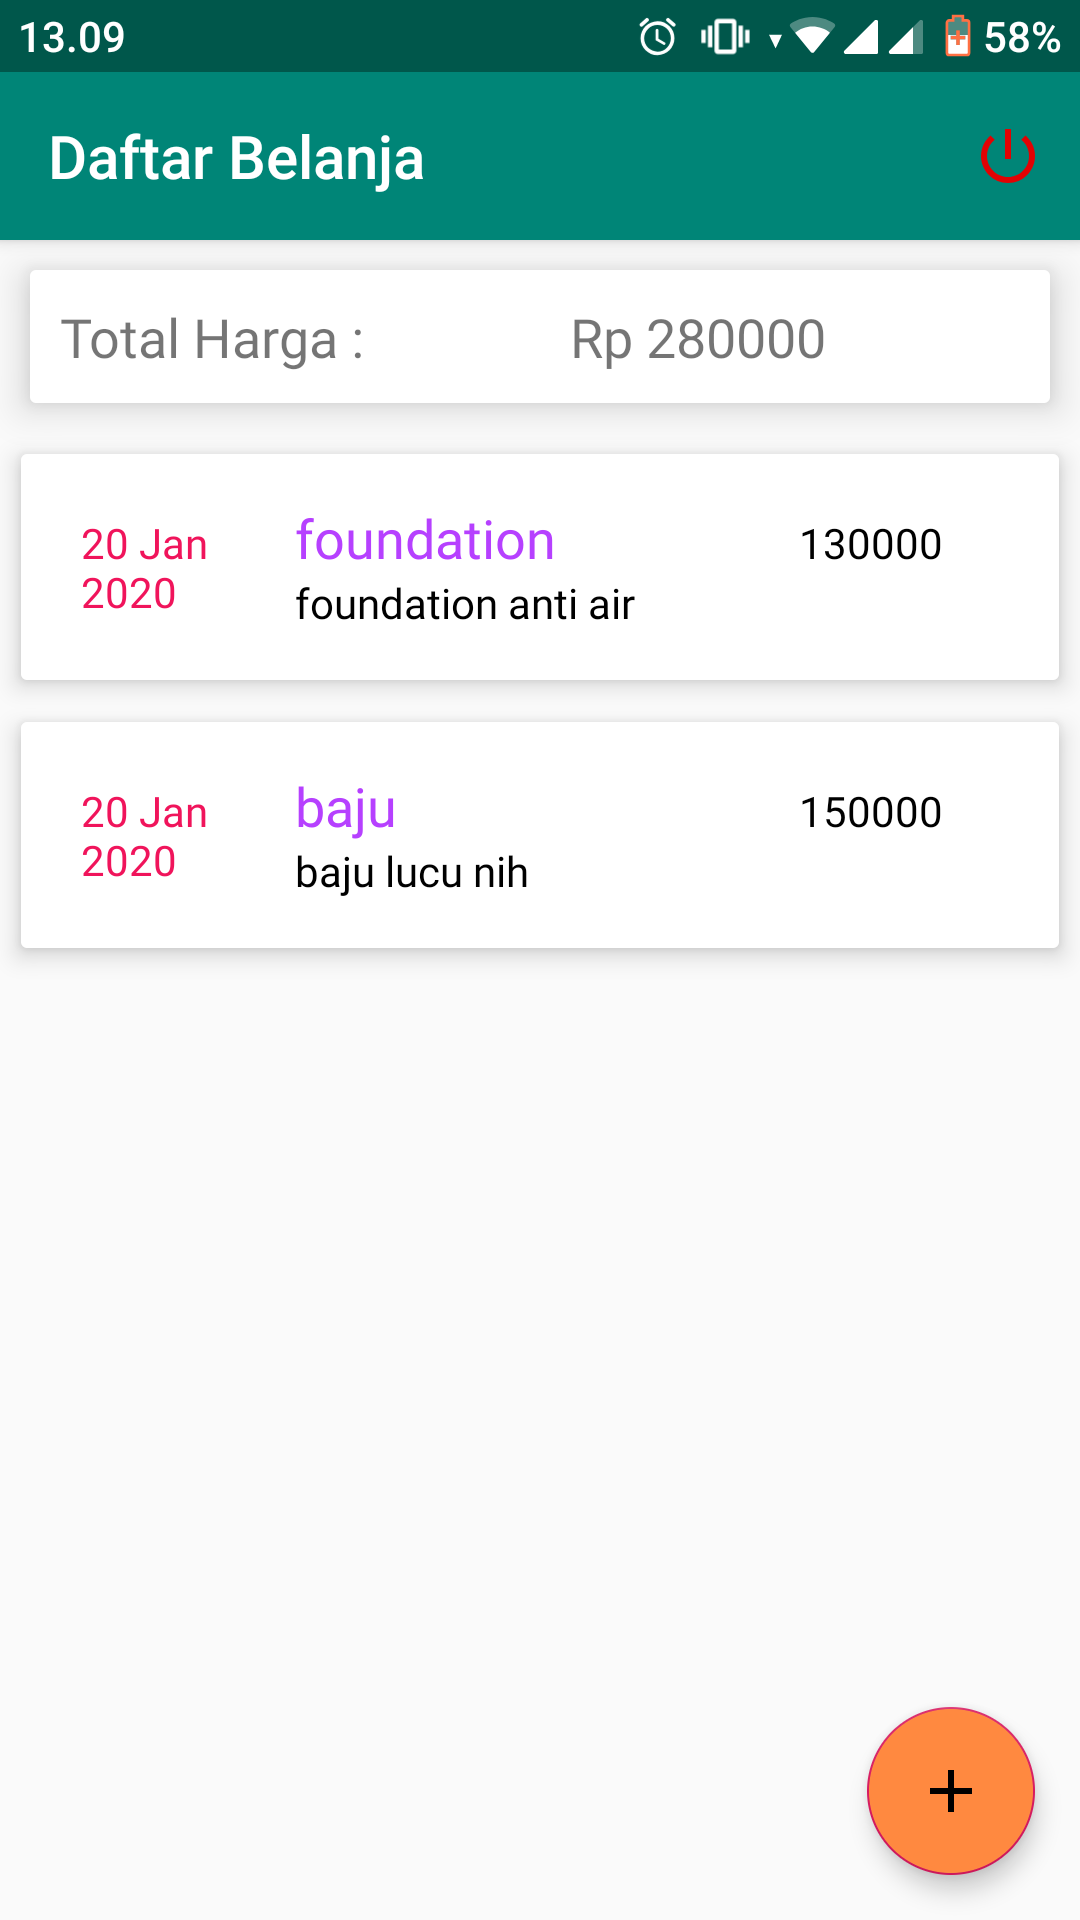 13.09 58%
Daftar Belanja
Total Harga : Rp 280000
20 Jan 2020
foundation
foundation anti air
130000
20 Jan 2020
baju
baju lucu nih
150000